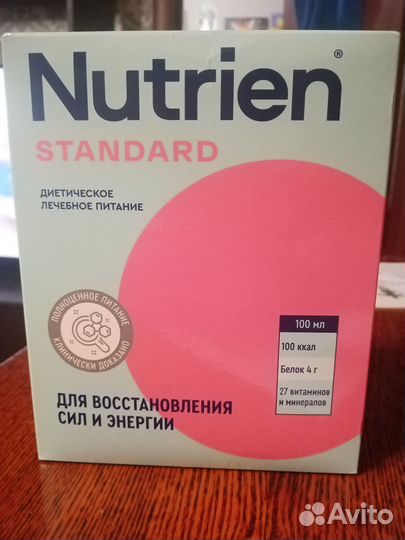 Nutrien®
STANDARD
ДИЕТИЧЕСКОЕ
ЛЕЧЕБНОЕ ПИТАНИЕ
ПОЛНОЦЕННОЕ ПИТАНИЕ
КЛИНИЧЕСКИ ДОКАЗАНО
100 мл
100 ккал
Белок 4 г
27 витаминов
и минералов
ДЛЯ ВОССТАНОВЛЕНИЯ
СИЛ И ЭНЕРГИИ
Avito